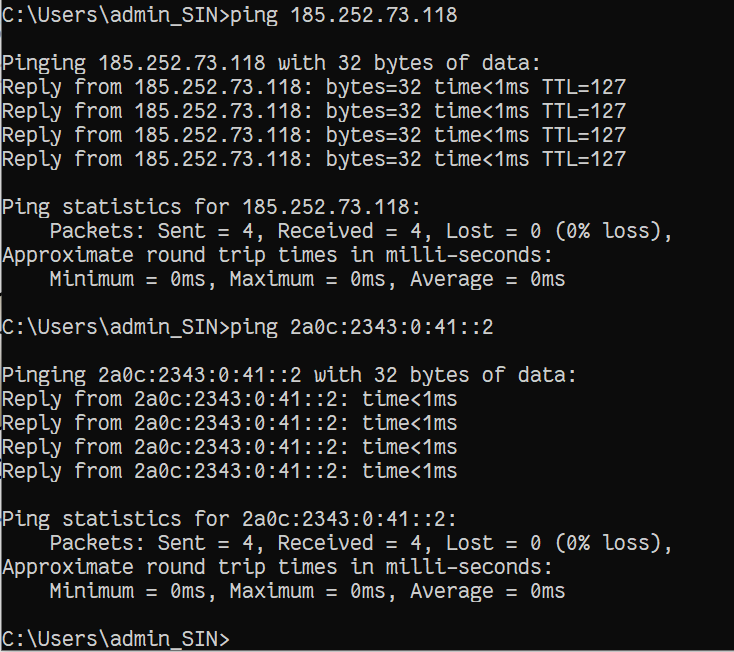 C:\Users\admin_SIN>ping 185.252.73.118
Pinging 185.252.73.118 with 32 bytes of data:
Reply from 185.252.73.118: bytes=32 time<1ms TTL=127
Reply from 185.252.73.118: bytes=32 time<1ms TTL=127
Reply from 185.252.73.118: bytes=32 time<1ms TTL=127
Reply from 185.252.73.118: bytes=32 time<1ms TTL=127
Ping statistics for 185.252.73.118:
    Packets: Sent = 4, Received = 4, Lost = 0 (0% loss),
Approximate round trip times in milli-seconds:
    Minimum = 0ms, Maximum = 0ms, Average = 0ms
C:\Users\admin_SIN>ping 2a0c:2343:0:41::2
Pinging 2a0c:2343:0:41::2 with 32 bytes of data:
Reply from 2a0c:2343:0:41::2: time<1ms
Reply from 2a0c:2343:0:41::2: time<1ms
Reply from 2a0c:2343:0:41::2: time<1ms
Reply from 2a0c:2343:0:41::2: time<1ms
Ping statistics for 2a0c:2343:0:41::2:
    Packets: Sent = 4, Received = 4, Lost = 0 (0% loss),
Approximate round trip times in milli-seconds:
    Minimum = 0ms, Maximum = 0ms, Average = 0ms
C:\Users\admin_SIN>